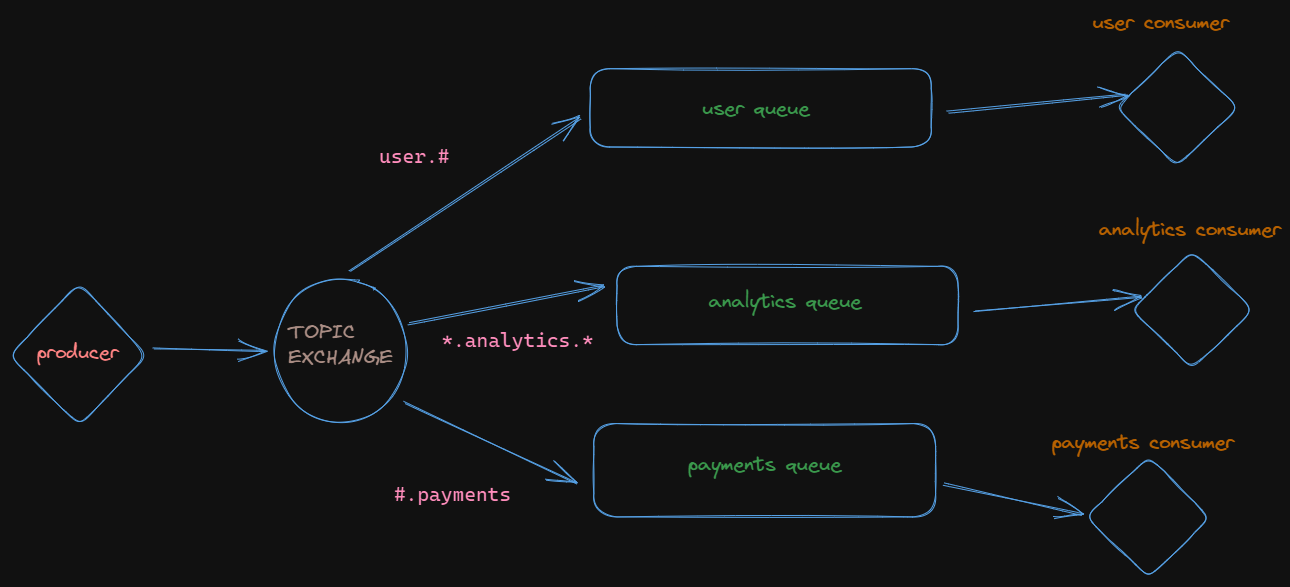 user consumer
user queue
user.#
analytics consumer
analytics queue
TOPIC
EXCHANGE
*.analytics.*
producer
payments consumer
payments queue
#.payments